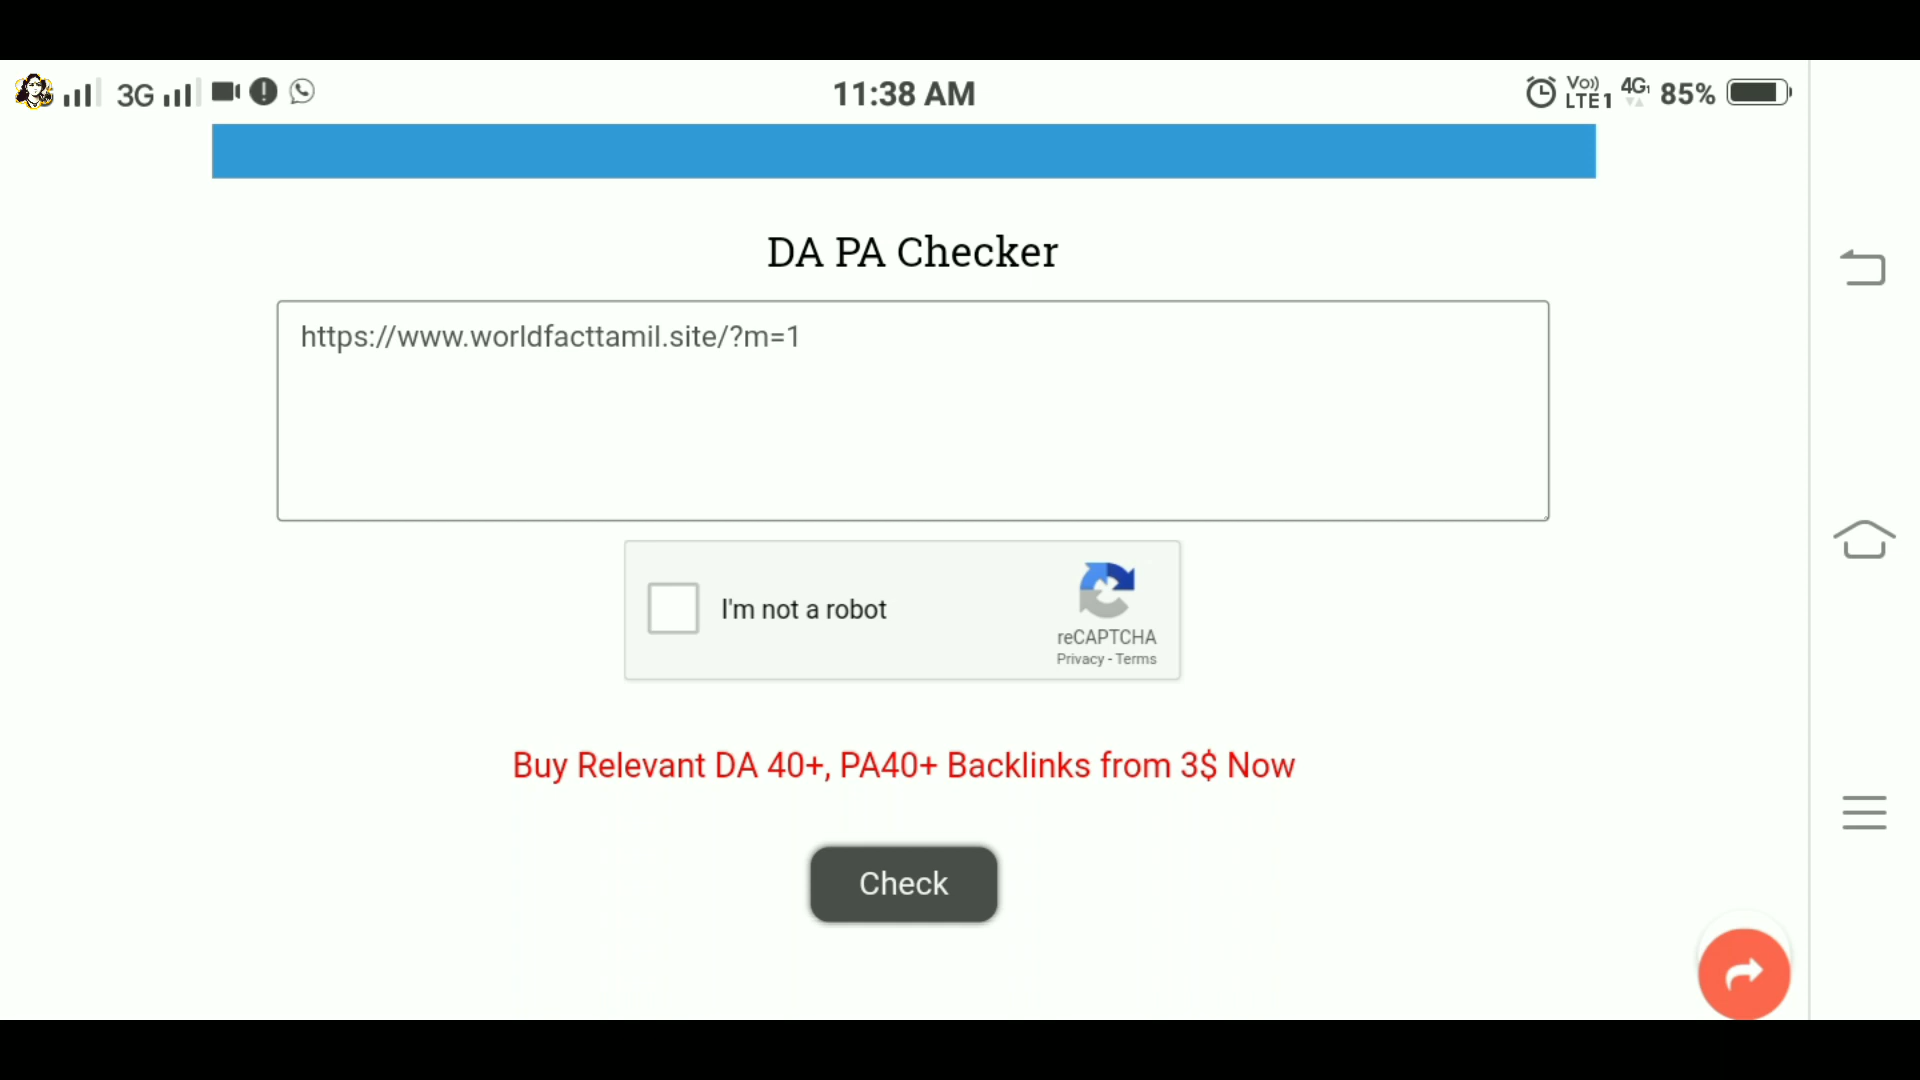 3G 11:38 AM Vo)) LTE1 4G1 85%
DA PA Checker
https://www.worldfacttamil.site/?m=1
I'm not a robot
reCAPTCHA
Privacy - Terms
Buy Relevant DA 40+, PA40+ Backlinks from 3$ Now
Check